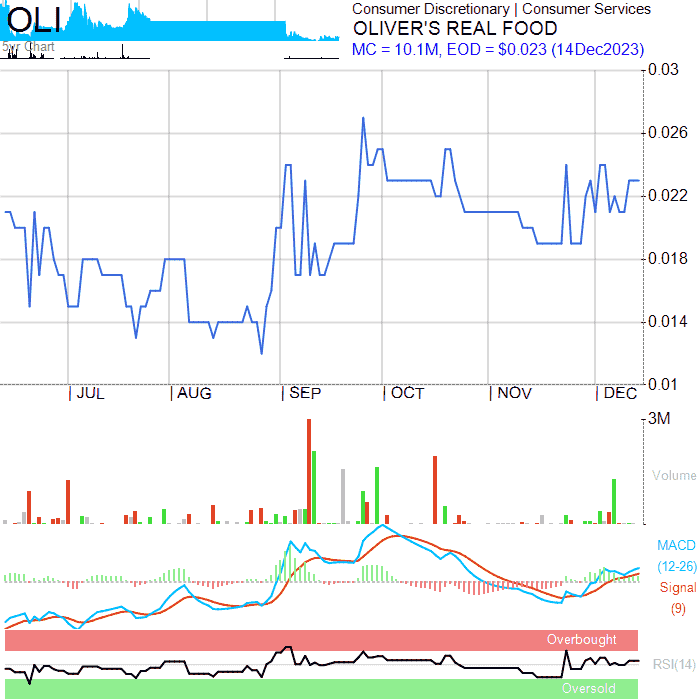 OLI
5yr Chart
Consumer Discretionary | Consumer Services
OLIVER'S REAL FOOD
MC = 10.1M, EOD = $0.023 (14Dec2023)
0.03
0.026
0.022
0.018
0.014
0.01
JUL
AUG
SEP
OCT
NOV
DEC
3M
Volume
MACD
(12-26)
Signal
(9)
Overbought
RSI(14)
Oversold